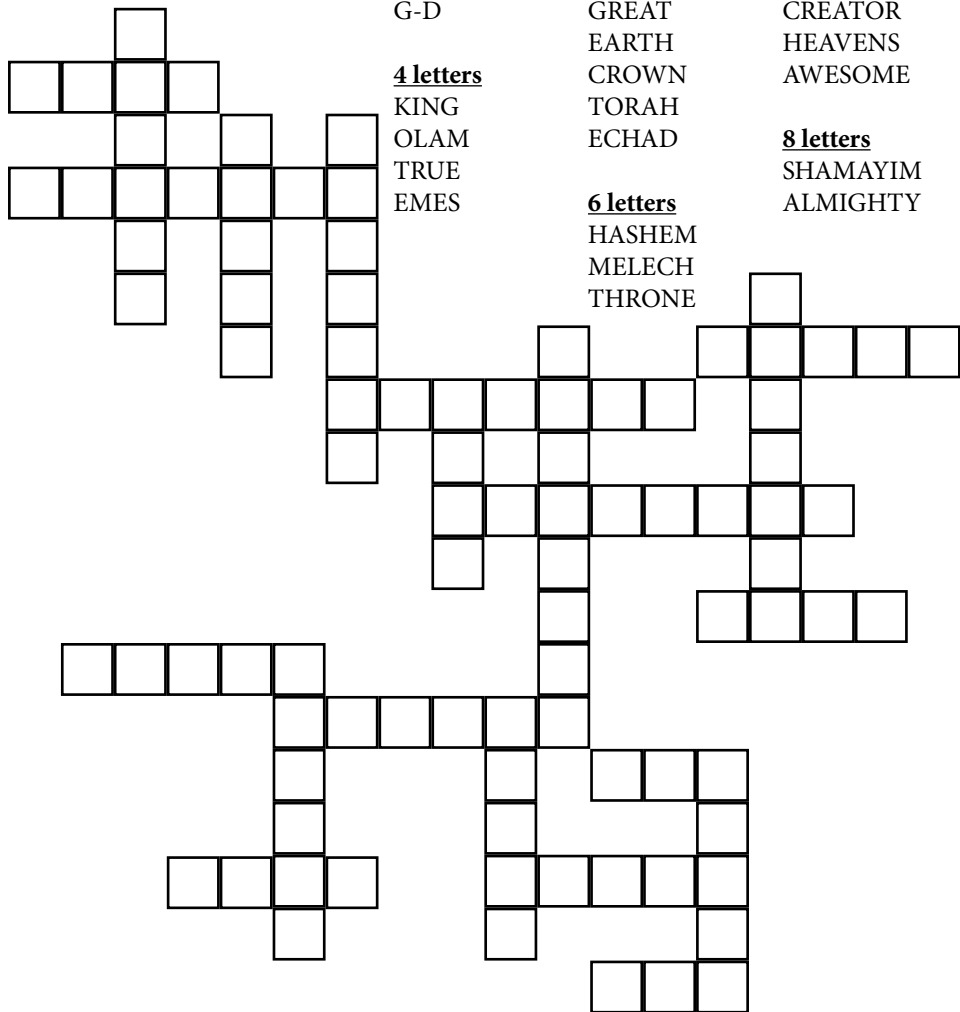 G-D
4 letters
KING
OLAM
TRUE
EMES
GREAT
EARTH
CROWN
TORAH
ECHAD
6 letters
HASHEM
MELECH
THRONE
CREATOR
HEAVENS
AWESOME
8 letters
SHAMAYIM
ALMIGHTY